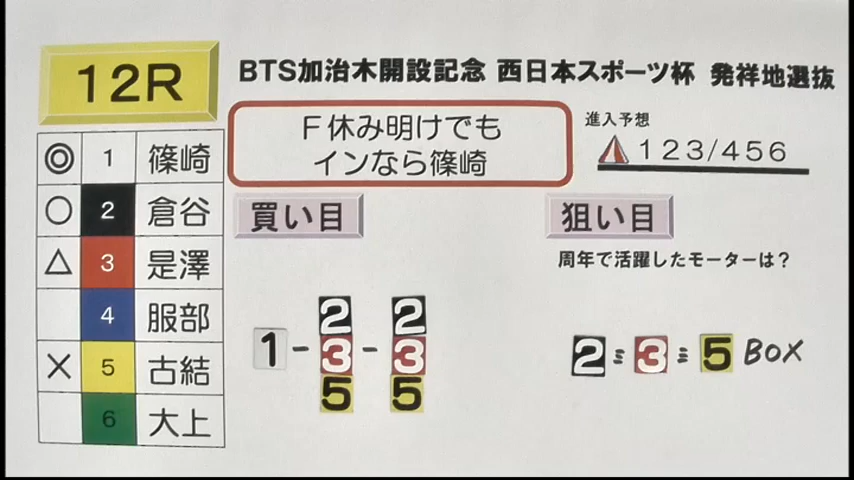 12R
BTS加治木開設記念 西日本スポーツ杯 発祥地選抜
F休み明けでも
インなら篠崎
進入予想
123/456
◎ 1 篠崎
○ 2 倉谷
△ 3 是澤
4 服部
× 5 古結
6 大上
買い目
1-2 3 5-2 3 5
狙い目
周年で活躍したモーターは?
2=3=5 BOX